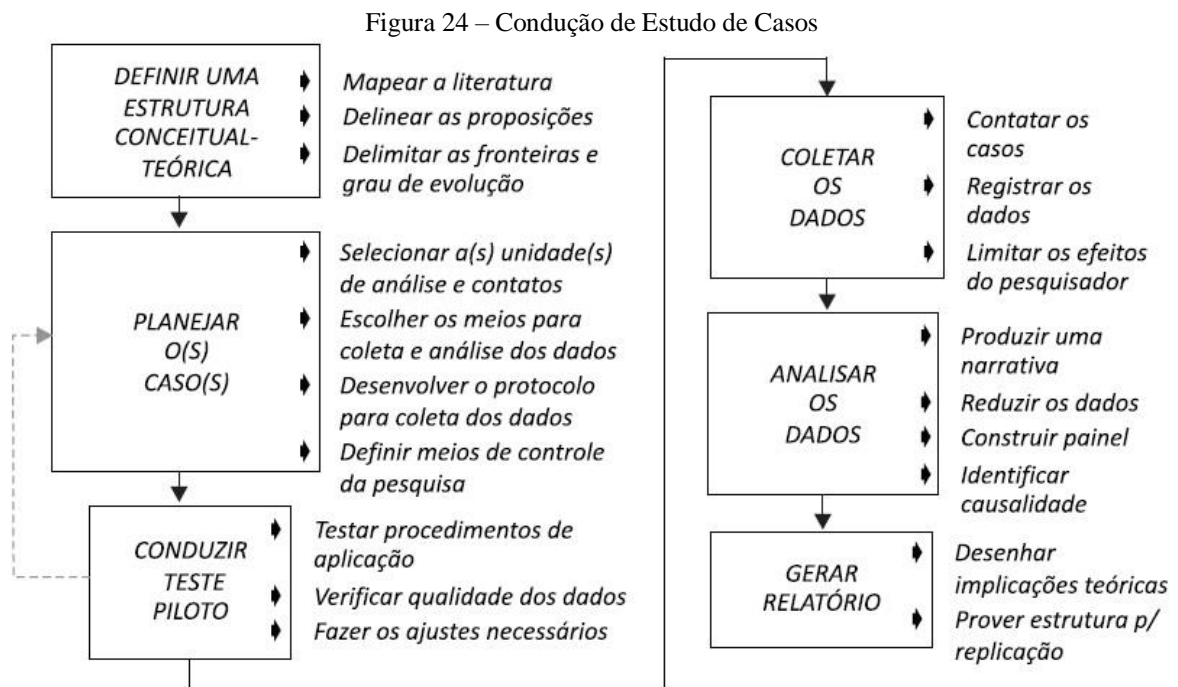 Figura 24 – Condução de Estudo de Casos
DEFINIR UMA
ESTRUTURA
CONCEITUAL-
TEÓRICA
Mapear a literatura
Delinear as proposições
Delimitar as fronteiras e
grau de evolução
PLANEJAR
O(S)
CASO(S)
Selecionar a(s) unidade(s)
de análise e contatos
Escolher os meios para
coleta e análise dos dados
Desenvolver o protocolo
para coleta dos dados
Definir meios de controle
da pesquisa
CONDUZIR
TESTE
PILOTO
Testar procedimentos de
aplicação
Verificar qualidade dos dados
Fazer os ajustes necessários
COLETAR
OS
DADOS
Contatar os
casos
Registrar os
dados
Limitar os efeitos
do pesquisador
ANALISAR
OS
DADOS
Produzir uma
narrativa
Reduzir os dados
Construir painel
Identificar
causalidade
GERAR
RELATÓRIO
Desenhar
implicações teóricas
Prover estrutura p/
replicação